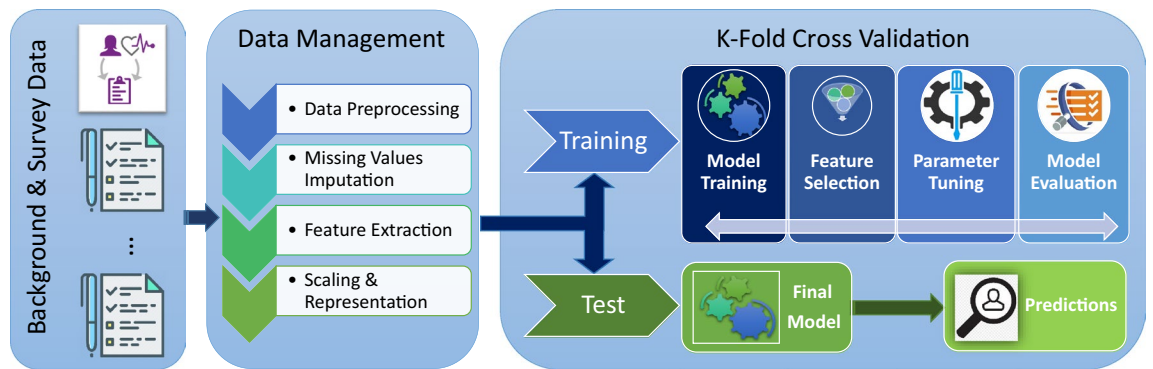 Background & Survey Data
...
Data Management
• Data Preprocessing
• Missing Values
Imputation
• Feature Extraction
• Scaling &
Representation
K-Fold Cross Validation
Training
Model
Training
Feature
Selection
Parameter
Tuning
Model
Evaluation
Test
Final
Model
Predictions